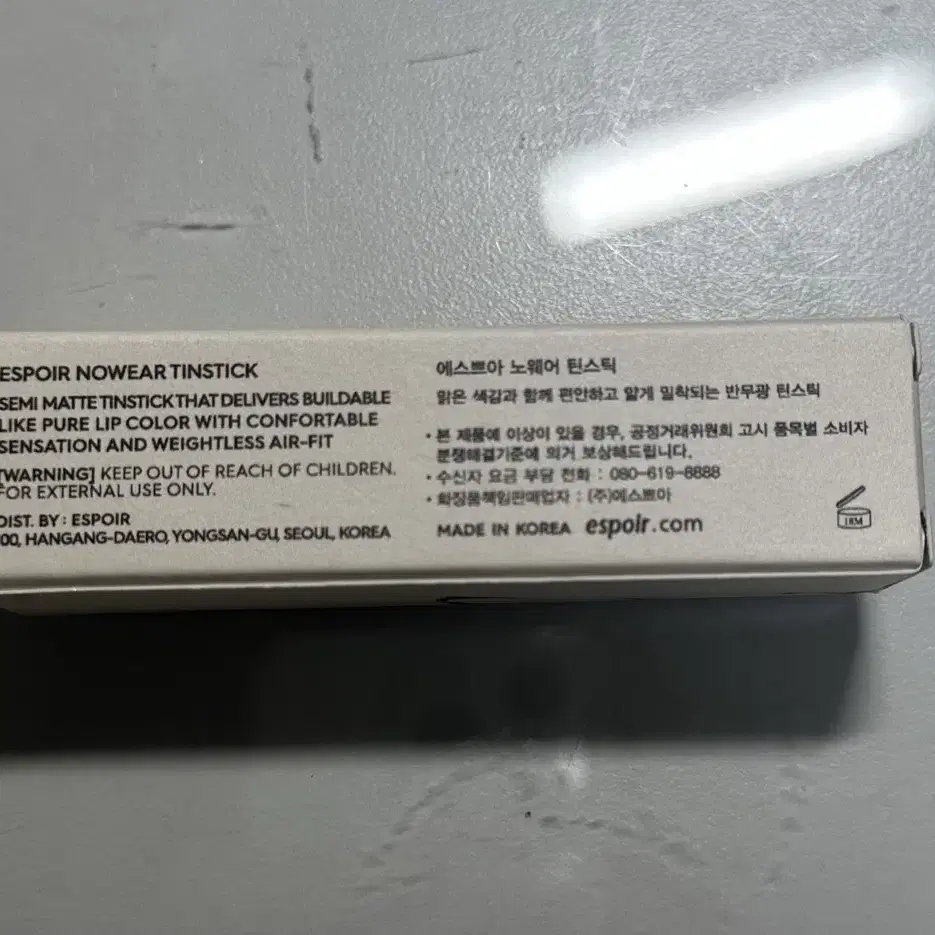 ESPOIR NOWEAR TINSTICK
SEMI MATTE TINSTICK THAT DELIVERS BUILDABLE
LIKE PURE LIP COLOR WITH CONFORTABLE
SENSATION AND WEIGHTLESS AIR-FIT
[WARNING] KEEP OUT OF REACH OF CHILDREN.
FOR EXTERNAL USE ONLY.
DIST. BY : ESPOIR
00, HANGANG-DAERO, YONGSAN-GU, SEOUL, KOREA
에스쁘아 노웨어 틴스틱
맑은 색감과 함께 편안하고 얇게 밀착되는 반무광 틴스틱
• 본 제품에 이상이 있을 경우, 공정거래위원회 고시 품목별 소비자
분쟁해결기준에 의거 보상해드립니다.
• 수신자 요금 부담 전화 : 080-619-8888
• 화장품책임판매업자 : (주)에스쁘아
MADE IN KOREA espoir.com
18M